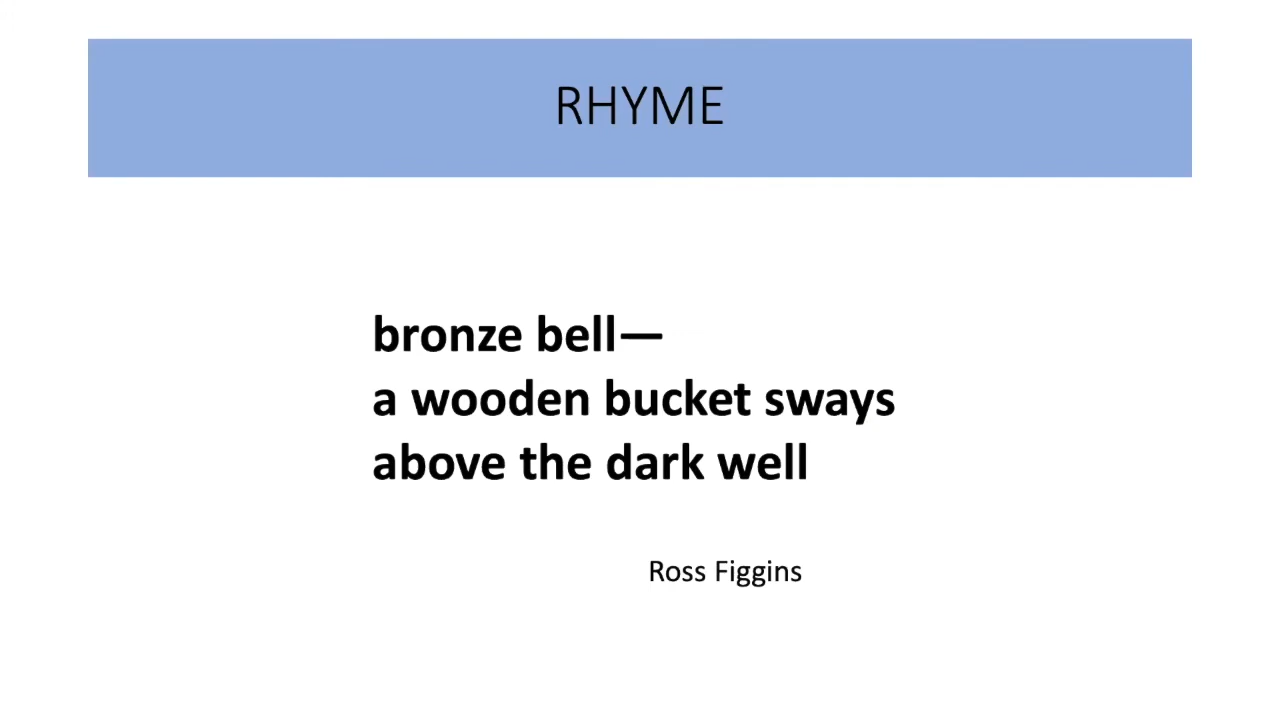 RHYME
bronze bell—
a wooden bucket sways
above the dark well
Ross Figgins